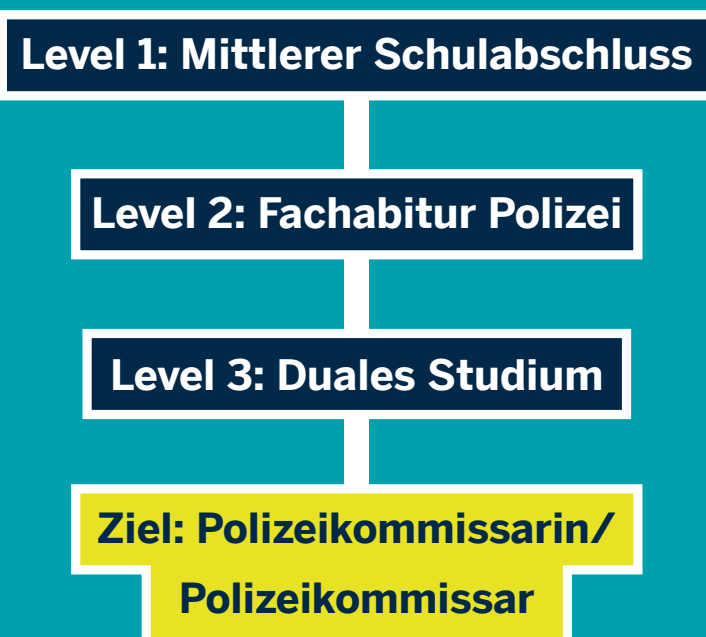 Level 1: Mittlerer Schulabschluss
Level 2: Fachabitur Polizei
Level 3: Duales Studium
Ziel: Polizeikommissarin/
Polizeikommissar